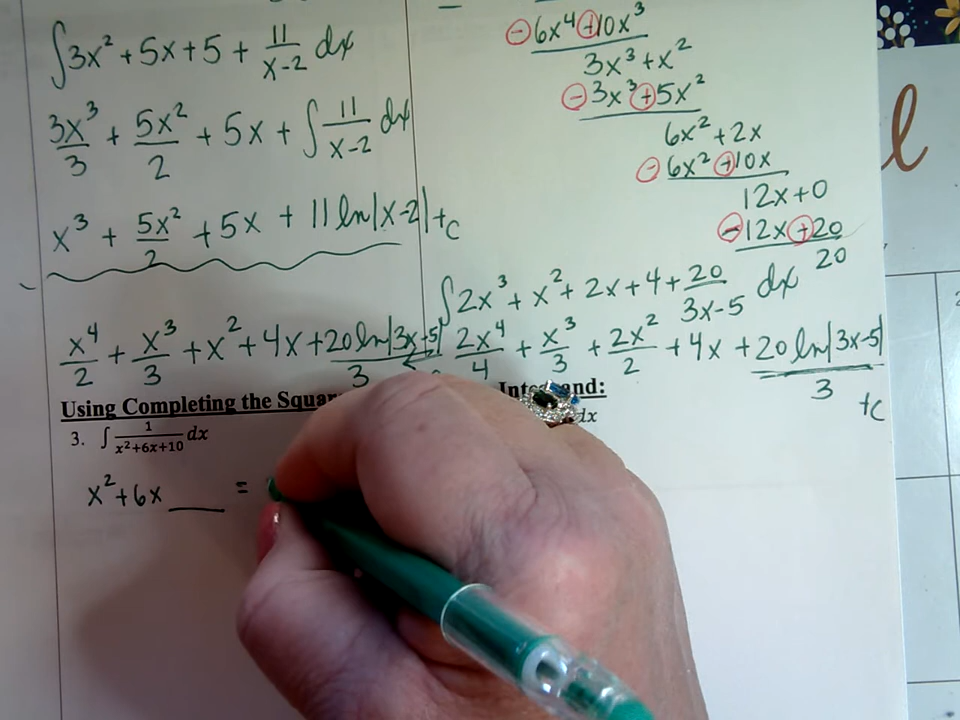 ∫3x² + 5x + 5 + 11/(x-2) dx
3x³/3 + 5x²/2 + 5x + ∫ 11/(x-2) dx
x³ + 5x²/2 + 5x + 11 ln|x-2| + c
x⁴/2 + x³/3 + x² + 4x + 20 ln|3x-5|/3
- 6x⁴ + 10x³
3x³ + x²
- 3x³ + 5x²
6x² + 2x
- 6x² + 10x
12x + 0
- 12x + 20
20
∫ 2x³ + x² + 2x + 4 + 20/(3x-5) dx
2x⁴/4 + x³/3 + 2x²/2 + 4x + 20 ln|3x-5|/3
+c
Using Completing the Squar
3. ∫ 1/(x²+6x+10) dx
dx
x² + 6x ___ =
l